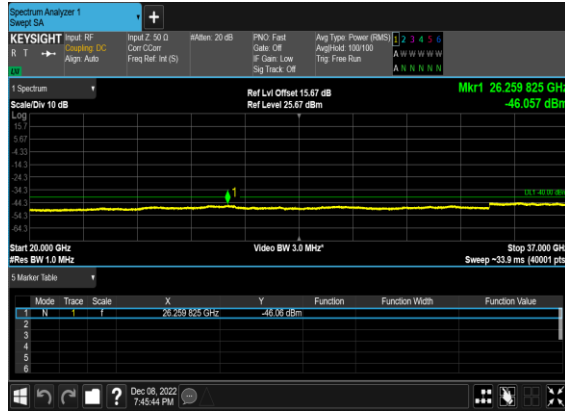 Spectrum Analyzer 1
Swept SA
+
KEYSIGHT Input: RF Input Z: 50 Ω #Atten: 20 dB PNO: Fast Avg Type: Power (RMS) 1 2 3 4 5 6
R T Coupling: DC Corr CCorr Gate: Off Avg|Hold: 100/100 A W W W W W
Align: Auto Freq Ref: Int (S) IF Gain: Low Trig: Free Run
Sig Track: Off A N N N N N
1 Spectrum Ref Lvl Offset 15.67 dB Mkr1 26.259 825 GHz
Scale/Div 10 dB Ref Level 25.67 dBm -46.057 dBm
Log
15.7
5.67
-4.33
-14.3
-24.3
-34.3
1
DL1 -40.00 dBm
-44.3
-54.3
-64.3
Start 20.000 GHz Video BW 3.0 MHz* Stop 37.000 GHz
#Res BW 1.0 MHz Sweep ~33.9 ms (40001 pts)
5 Marker Table
Mode Trace Scale X Y Function Function Width Function Value
1 N 1 f 26.259 825 GHz -46.06 dBm
2
3
4
5
6
? Dec 08, 2022
7:45:44 PM